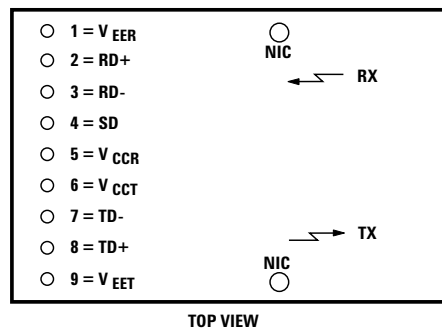 1 = V EER
NIC
2 = RD+
RX
3 = RD-
4 = SD
5 = V CCR
6 = V CCT
7 = TD-
TX
8 = TD+
NIC
9 = V EET
TOP VIEW